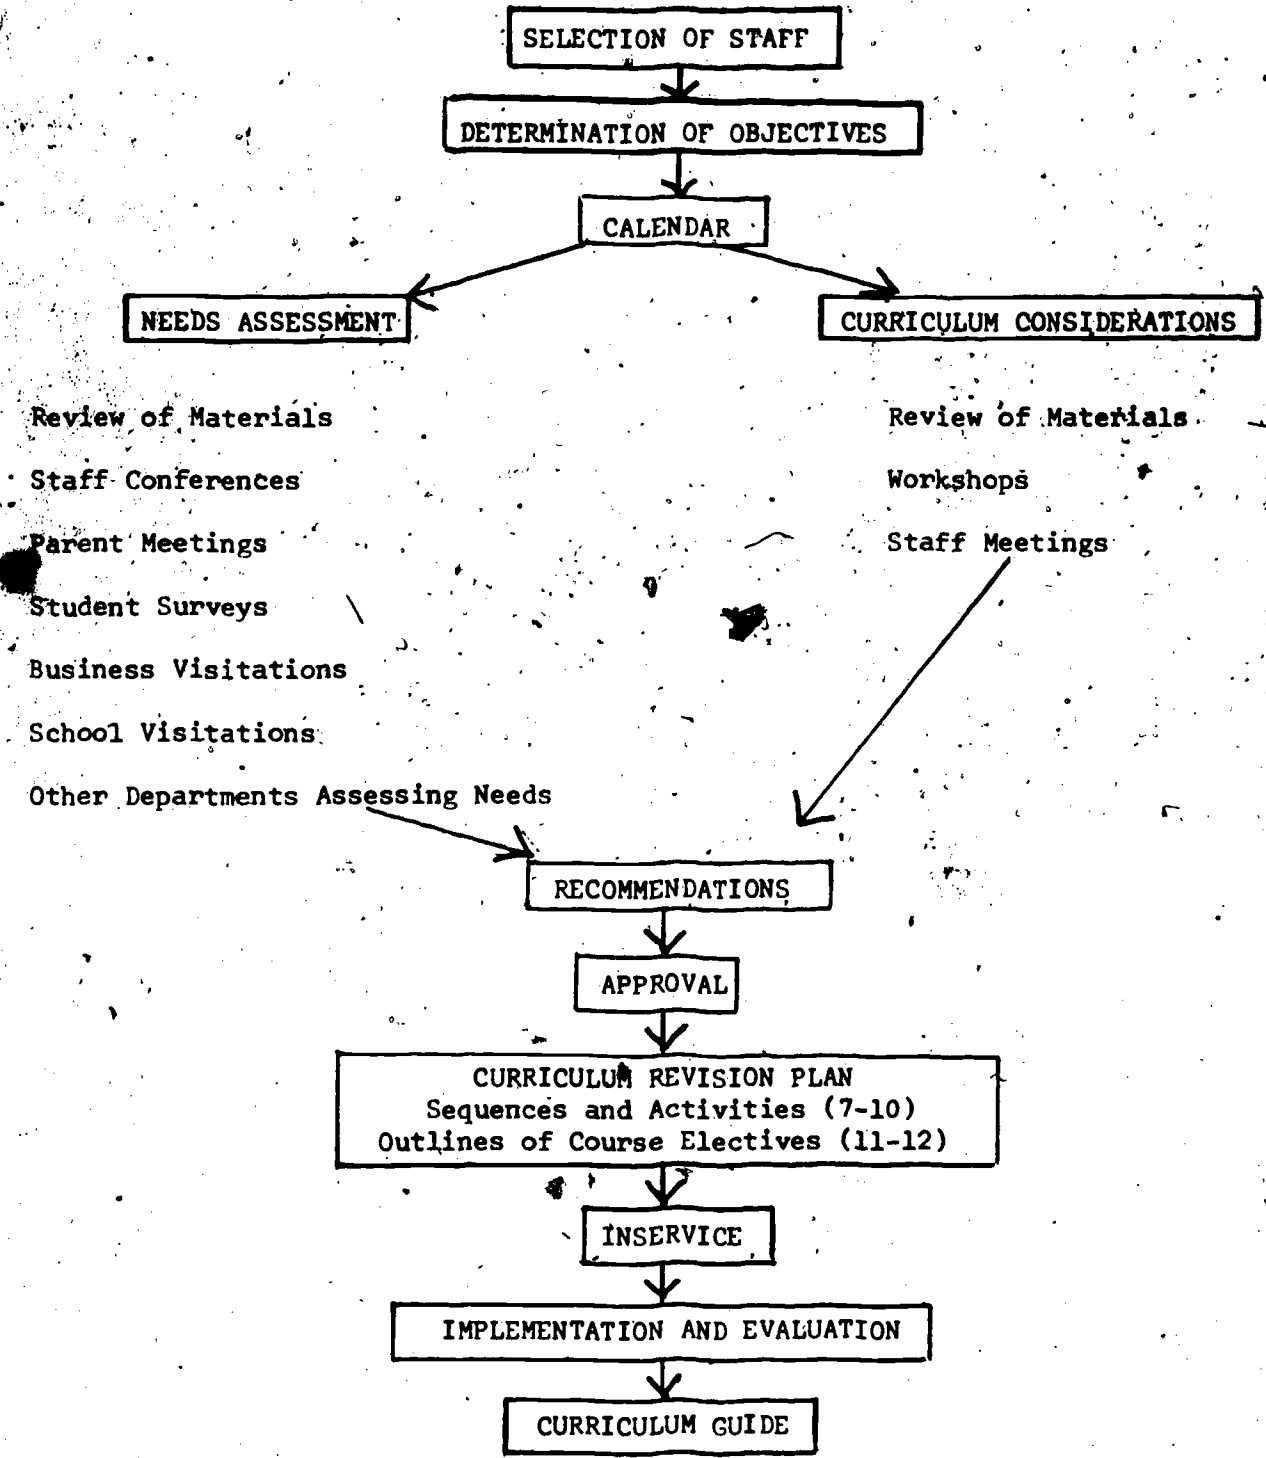 SELECTION OF STAFF
DETERMINATION OF OBJECTIVES
CALENDAR
NEEDS ASSESSMENT
CURRICULUM CONSIDERATIONS
Review of Materials
Staff Conferences
Parent Meetings
Student Surveys
Business Visitations
School Visitations
Other Departments Assessing Needs
Review of Materials
Workshops
Staff Meetings
RECOMMENDATIONS
APPROVAL
CURRICULUM REVISION PLAN
Sequences and Activities (7-10)
Outlines of Course Electives (11-12)
INSERVICE
IMPLEMENTATION AND EVALUATION
CURRICULUM GUIDE